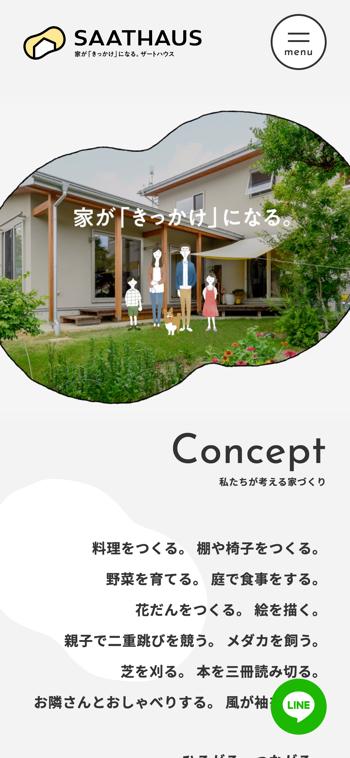 SAATHAUS
家が「きっかけ」になる。ザートハウス
menu
家が「きっかけ」になる。
Concept
私たちが考える家づくり
料理をつくる。 棚や椅子をつくる。
野菜を育てる。 庭で食事をする。
花だんをつくる。 絵を描く。
親子で二重跳びを競う。 メダカを飼う。
芝を刈る。 本を三冊読み切る。
お隣さんとおしゃべりする。 風が袖
LINE